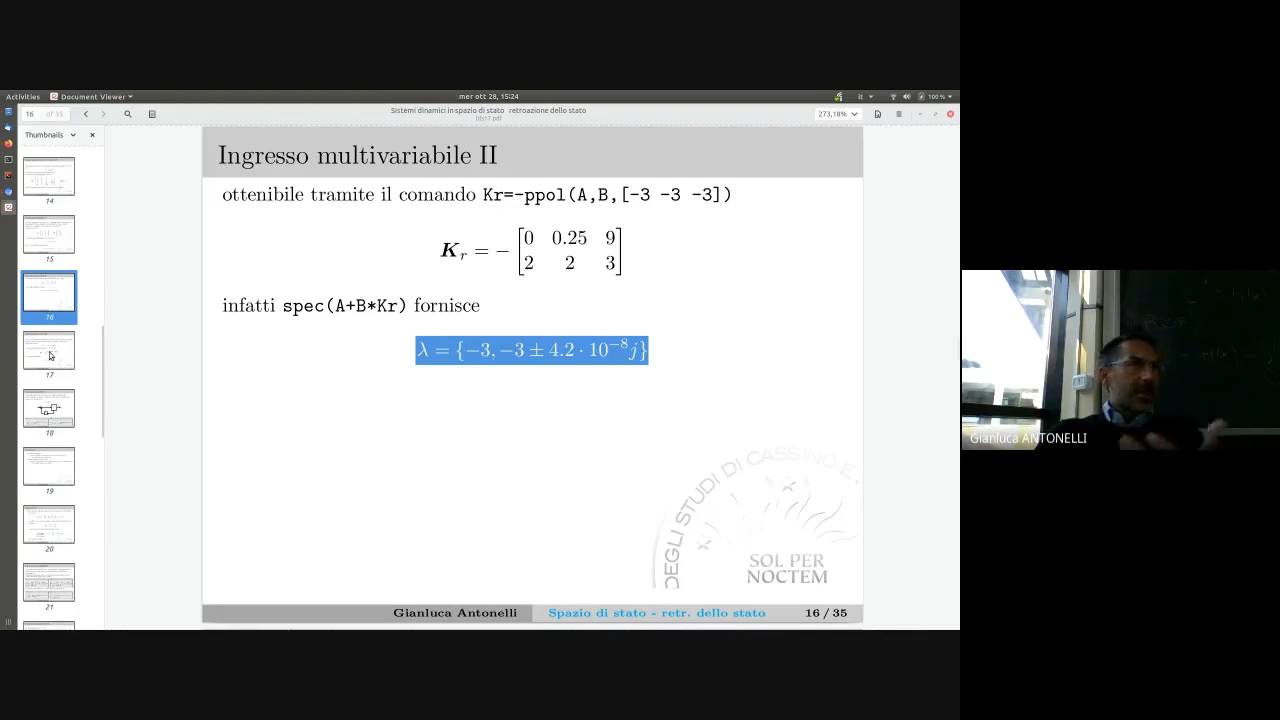 Activities Document Viewer mer ott 28, 15:24 100 %
16 of 35 Sistemi dinamici in spazio di stato retroazione dello stato 273,18%
Thumbnails
14
15
16
17
18
19
20
21
Ingresso multivariabile II
ottenibile tramite il comando Kr=-ppol(A,B,[-3 -3 -3])
K_r = - [0 0.25 9
2 2 3]
infatti spec(A+B*Kr) fornisce
λ = {−3, −3 ± 4.2 · 10^−8 j}
DEGLI STUDI DI CASSINO E
SOL PER
NOCTEM
Gianluca Antonelli Spazio di stato - retr. dello stato 16 / 35
Gianluca ANTONELLI